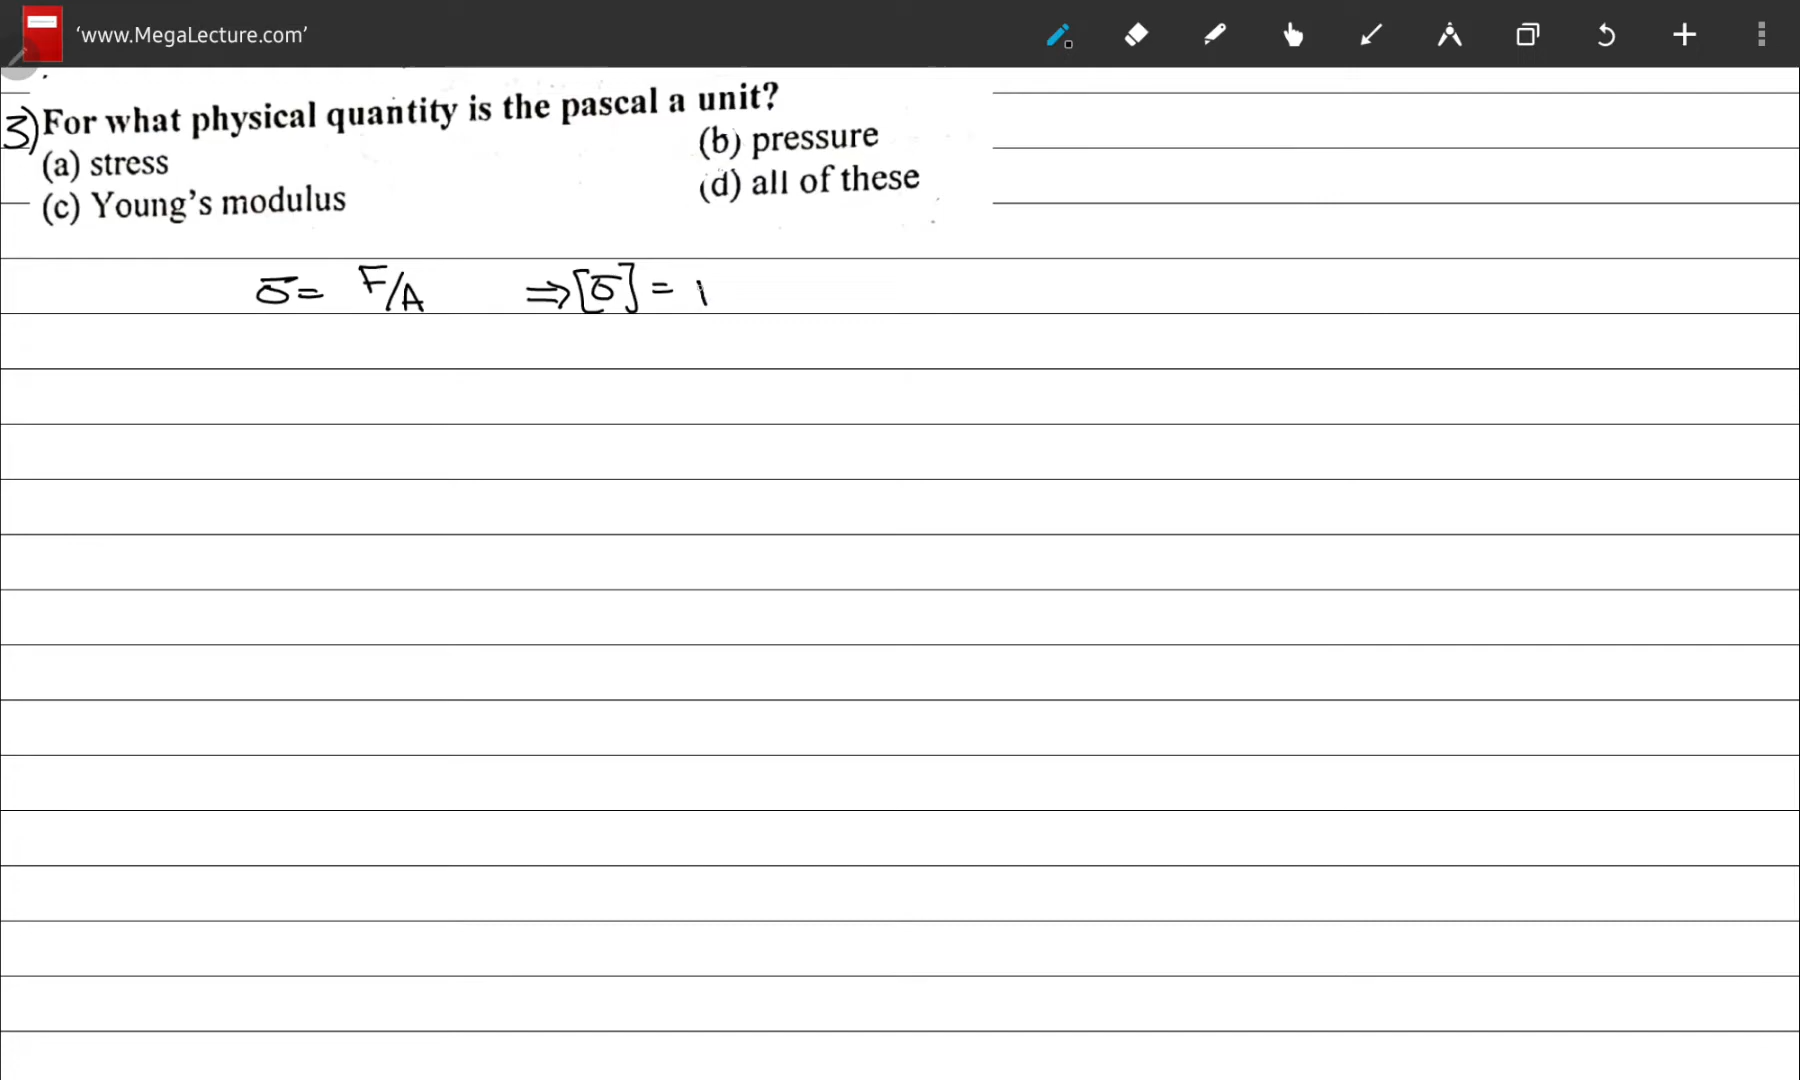 ‘www.MegaLecture.com’
3) For what physical quantity is the pascal a unit?
(a) stress (b) pressure
(c) Young’s modulus (d) all of these
σ = F/A ⇒ [σ] =